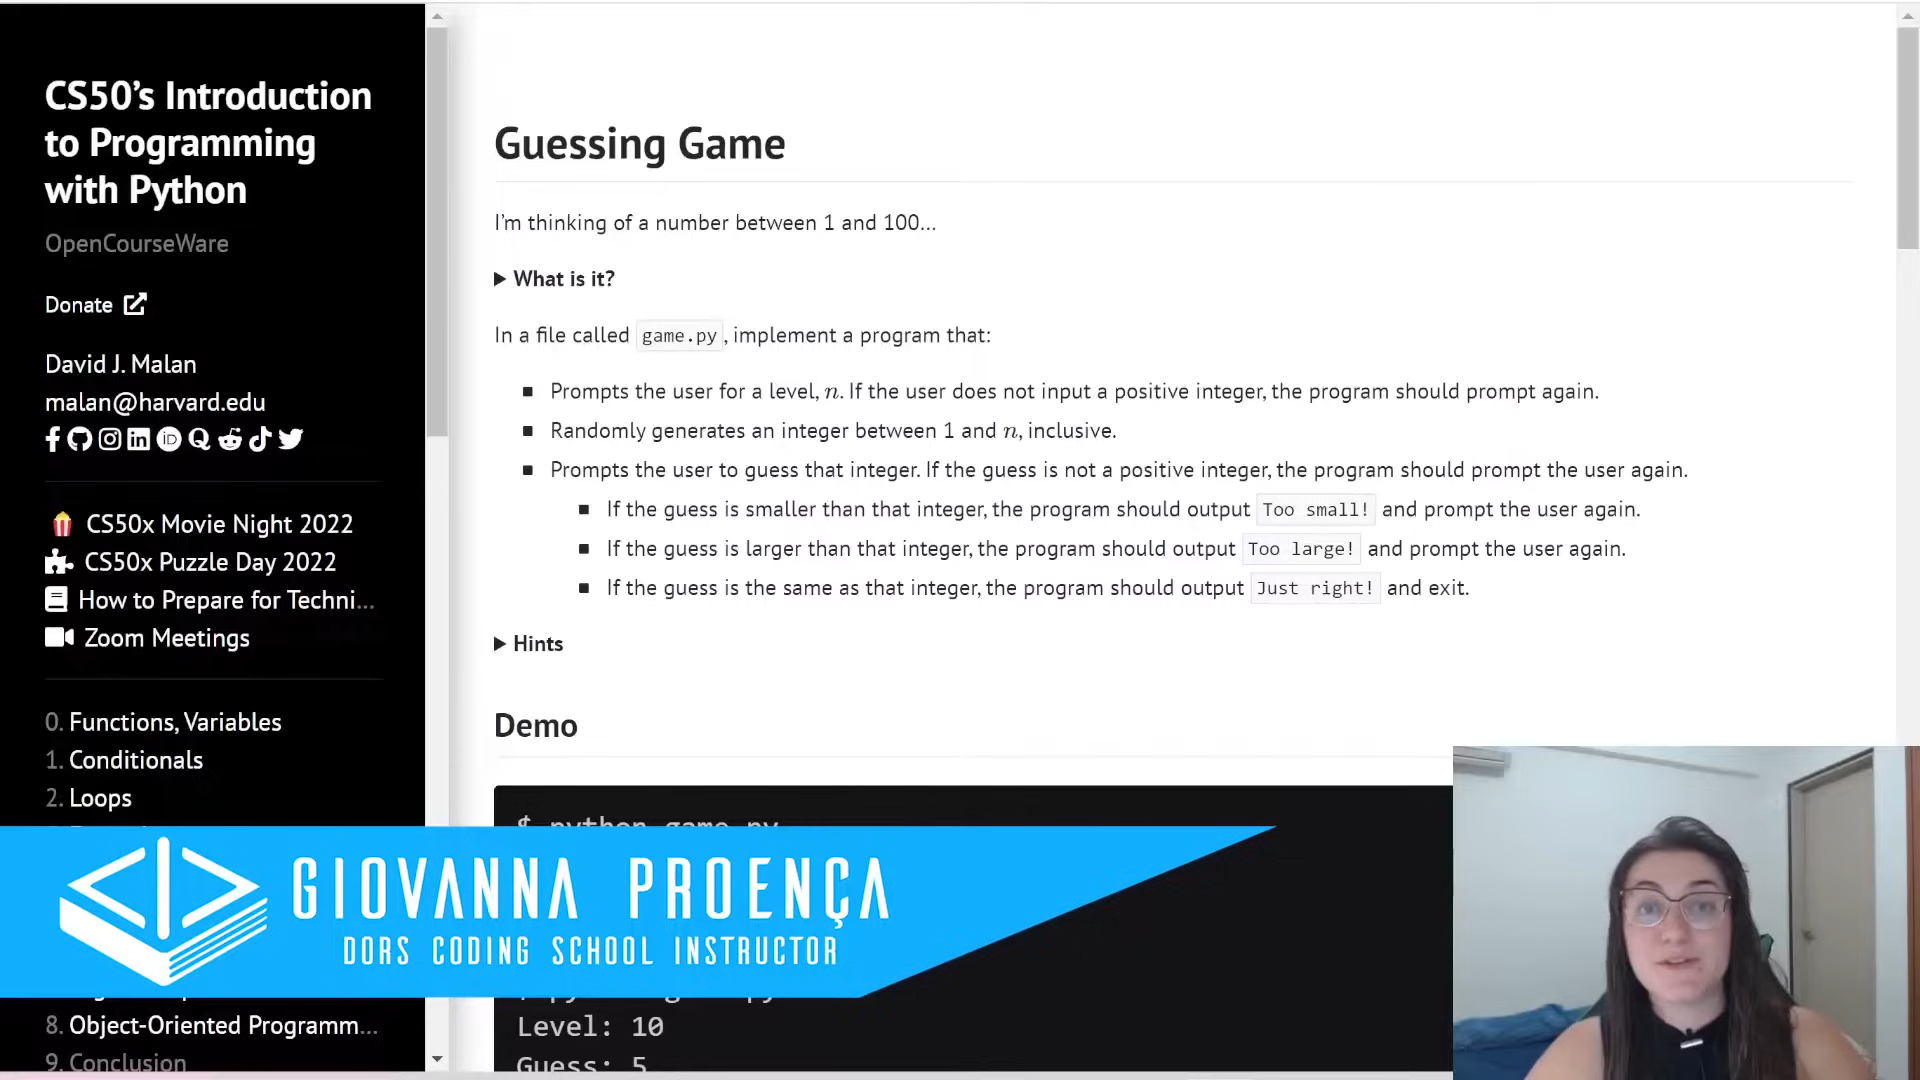 CS50’s Introduction
to Programming
with Python
OpenCourseWare
Donate
David J. Malan
malan@harvard.edu
CS50x Movie Night 2022
CS50x Puzzle Day 2022
How to Prepare for Techni...
Zoom Meetings
0. Functions, Variables
1. Conditionals
2. Loops
8. Object-Oriented Programm...
9. Conclusion
Guessing Game
I’m thinking of a number between 1 and 100…
What is it?
In a file called game.py, implement a program that:
Prompts the user for a level, n. If the user does not input a positive integer, the program should prompt again.
Randomly generates an integer between 1 and n, inclusive.
Prompts the user to guess that integer. If the guess is not a positive integer, the program should prompt the user again.
If the guess is smaller than that integer, the program should output Too small! and prompt the user again.
If the guess is larger than that integer, the program should output Too large! and prompt the user again.
If the guess is the same as that integer, the program should output Just right! and exit.
Hints
Demo
$ python game.py
Level: 10
Guess: 5
GIOVANNA PROENÇA
DORS CODING SCHOOL INSTRUCTOR